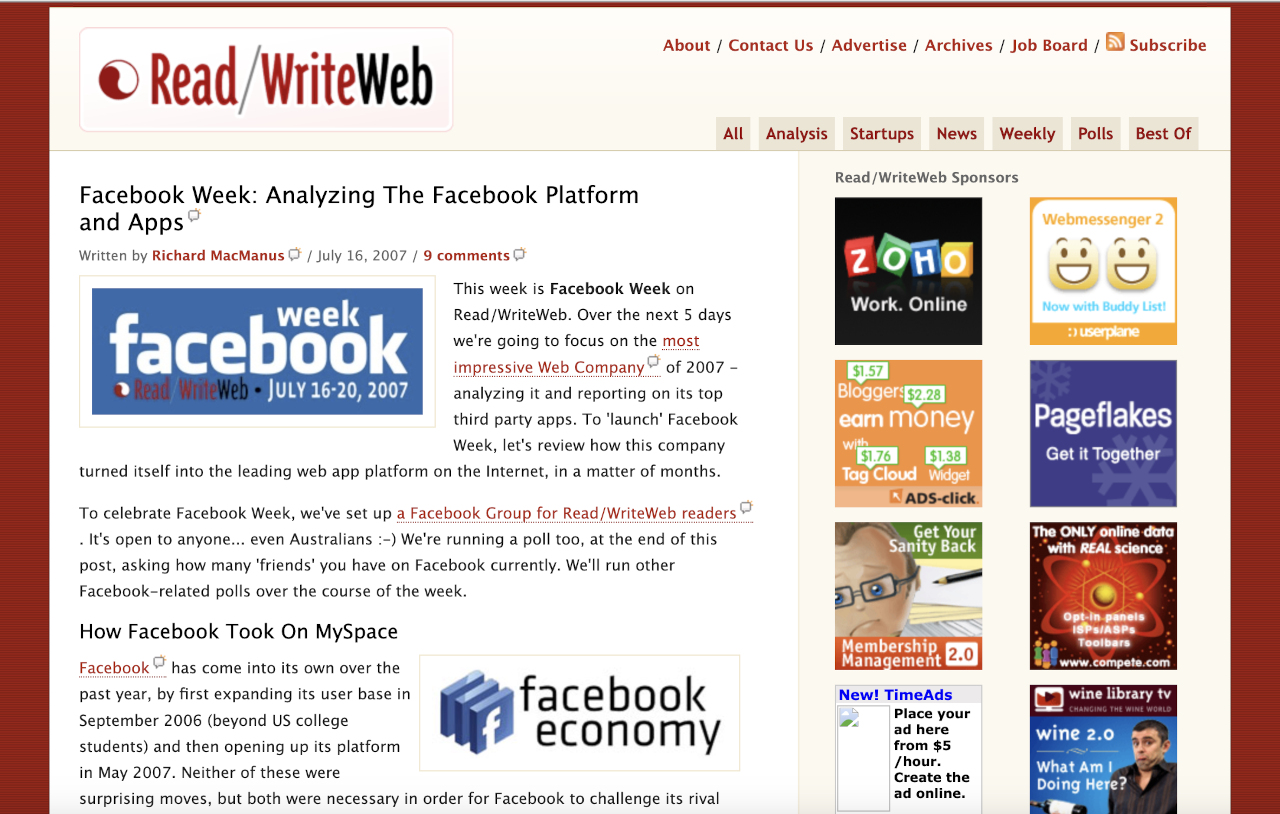 Read/WriteWeb
About / Contact Us / Advertise / Archives / Job Board / Subscribe
All Analysis Startups News Weekly Polls Best Of
Facebook Week: Analyzing The Facebook Platform
and Apps
Written by Richard MacManus / July 16, 2007 / 9 comments
week
facebook
Read/WriteWeb • JULY 16-20, 2007
This week is Facebook Week on
Read/WriteWeb. Over the next 5 days
we're going to focus on the most
impressive Web Company of 2007 –
analyzing it and reporting on its top
third party apps. To 'launch' Facebook
Week, let's review how this company
turned itself into the leading web app platform on the Internet, in a matter of months.
To celebrate Facebook Week, we've set up a Facebook Group for Read/WriteWeb readers
. It's open to anyone... even Australians :-) We're running a poll too, at the end of this
post, asking how many 'friends' you have on Facebook currently. We'll run other
Facebook-related polls over the course of the week.
How Facebook Took On MySpace
Facebook has come into its own over the
past year, by first expanding its user base in
September 2006 (beyond US college
students) and then opening up its platform
in May 2007. Neither of these were
surprising moves, but both were necessary in order for Facebook to challenge its rival
f
facebook
economy
Read/WriteWeb Sponsors
ZOHO
Work. Online
Webmessenger 2
Now with Buddy List!
userplane
$1.57
Bloggers $2.28
earn money
with
$1.76 $1.38
Tag Cloud Widget
ADS-click
Pageflakes
Get it Together
Get Your
Sanity Back
Membership
Management 2.0
The ONLY online data
with REAL science
Opt-in panels
ISPs/ASPs
Toolbars
www.compete.com
New! TimeAds
Place your
ad here
from $5
/hour.
Create the
ad online.
wine library tv
CHANGING THE WINE WORLD
wine 2.0
What Am I
Doing Here?